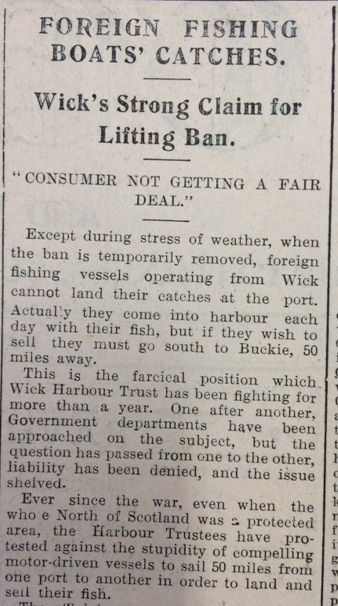 FOREIGN FISHING
BOATS' CATCHES.
Wick's Strong Claim for
Lifting Ban.
"CONSUMER NOT GETTING A FAIR
DEAL."
Except during stress of weather, when
the ban is temporarily removed, foreign
fishing vessels operating from Wick
cannot land their catches at the port.
Actual'y they come into harbour each
day with their fish, but if they wish to
sell they must go south to Buckie, 50
miles away.
This is the farcical position which
Wick Harbour Trust has been fighting for
more than a year. One after another,
Government departments have been
approached on the subject, but the
question has passed from one to the other,
liability has been denied, and the issue
shelved.
Ever since the war, even when the
who e North of Scotland was a protected
area, the Harbour Trustees have pro-
tested against the stupidity of compelling
motor-driven vessels to sail 50 miles from
one port to another in order to land and
sell their fish.